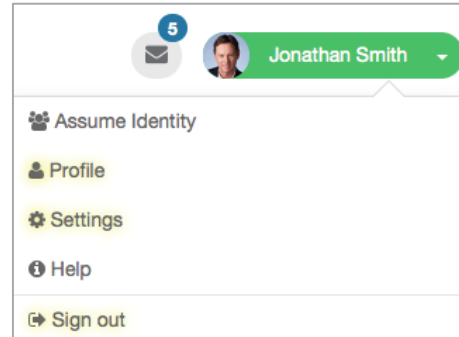 5
Jonathan Smith
Assume Identity
Profile
Settings
Help
Sign out